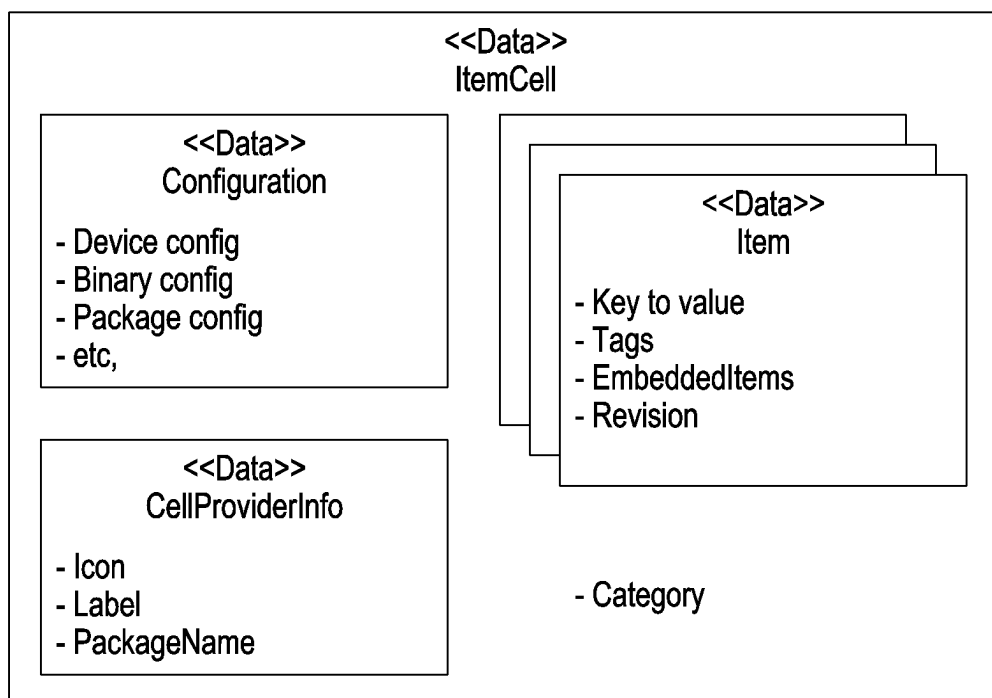 <<Data>>
ItemCell
<<Data>>
Configuration
- Device config
- Binary config
- Package config
- etc,
<<Data>>
Item
- Key to value
- Tags
- EmbeddedItems
- Revision
<<Data>>
CellProviderInfo
- Icon
- Label
- PackageName
- Category